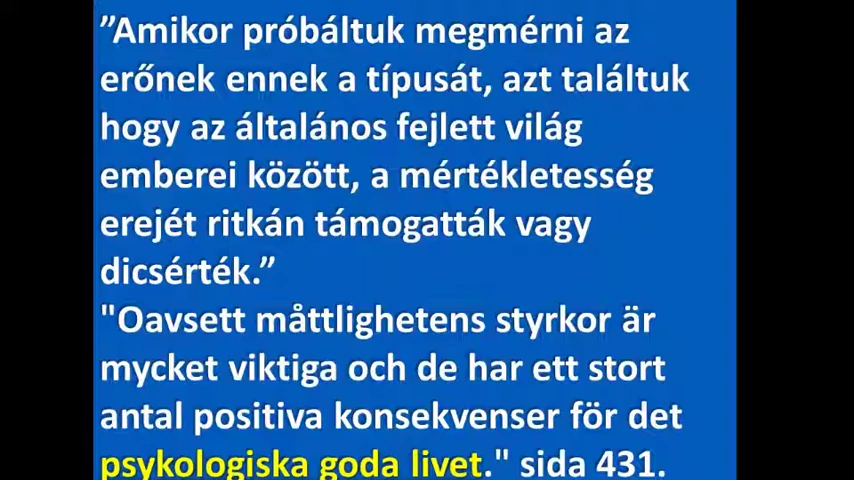 ”Amikor próbáltuk megmérni az
erőnek ennek a típusát, azt találtuk
hogy az általános fejlett világ
emberei között, a mértékletesség
erejét ritkán támogatták vagy
dicsérték.”
"Oavsett måttlighetens styrkor är
mycket viktiga och de har ett stort
antal positiva konsekvenser för det
psykologiska goda livet." sida 431.